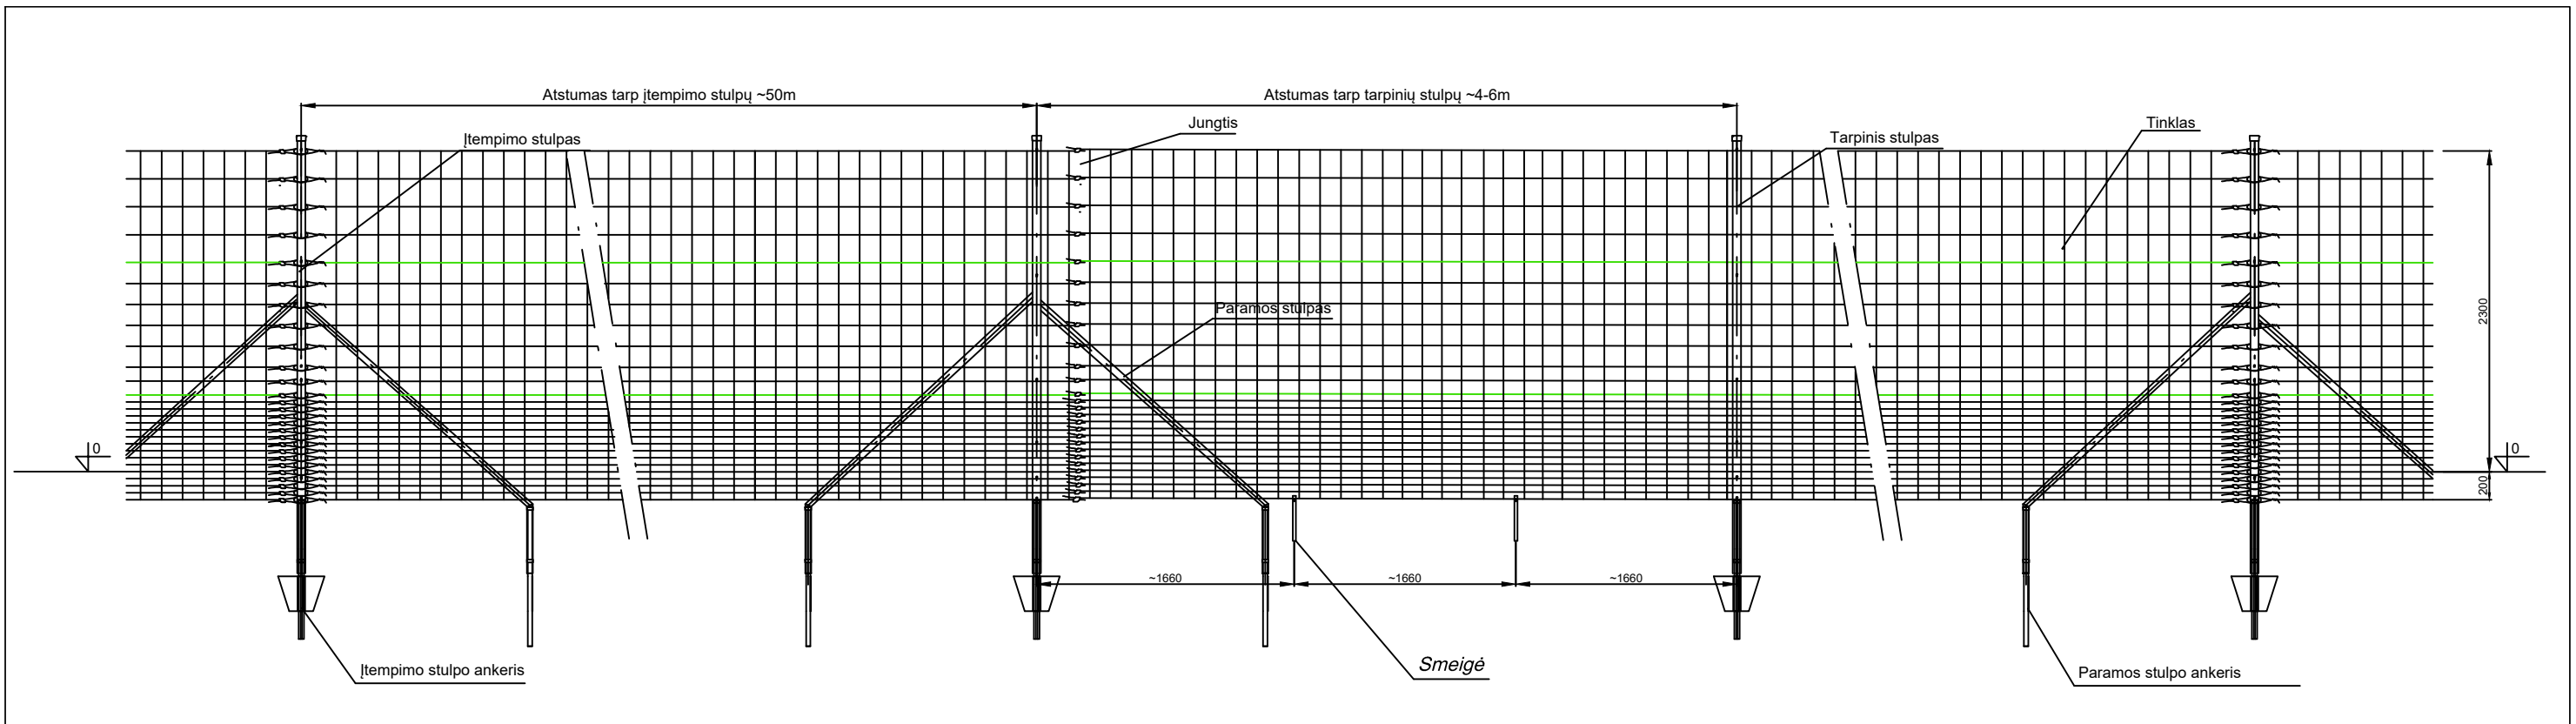 Atstumas tarp įtempimo stulpų ~50m
Atstumas tarp tarpinių stulpų ~4-6m
Įtempimo stulpas
Jungtis
Tarpinis stulpas
Tinklas
Paramos stulpas
2300
0
0
200
~1660
~1660
~1660
Įtempimo stulpo ankeris
Smeigė
Paramos stulpo ankeris